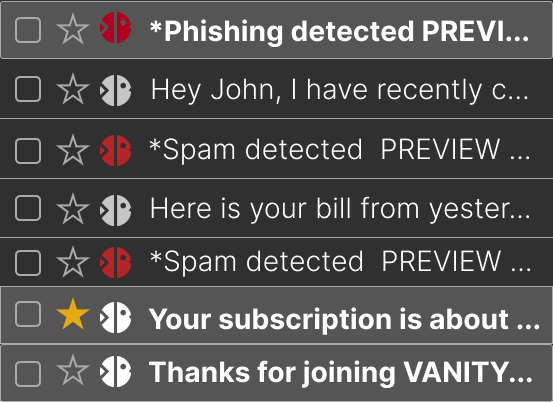 *Phishing detected PREVI...
Hey John, I have recently c...
*Spam detected  PREVIEW ...
Here is your bill from yester...
*Spam detected  PREVIEW ...
Your subscription is about ...
Thanks for joining VANITY...